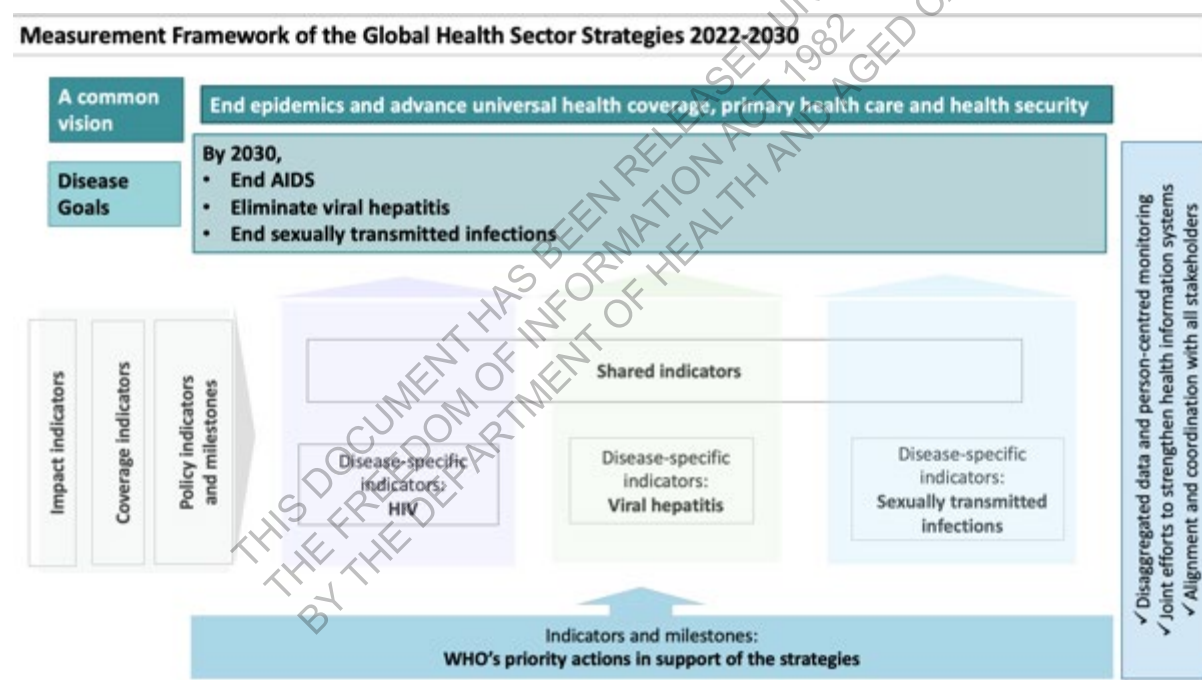 Measurement Framework of the Global Health Sector Strategies 2022-2030
A common
vision
End epidemics and advance universal health coverage, primary health care and health security
Disease
Goals
By 2030,
• End AIDS
• Eliminate viral hepatitis
• End sexually transmitted infections
Impact indicators
Coverage indicators
Policy indicators
and milestones
Shared indicators
Disease-specific
indicators:
HIV
Disease-specific
indicators:
Viral hepatitis
Disease-specific
indicators:
Sexually transmitted
infections
Indicators and milestones:
WHO's priority actions in support of the strategies
✓Disaggregated data and person-centred monitoring
✓Joint efforts to strengthen health information systems
✓Alignment and coordination with all stakeholders
THIS DOCUMENT HAS BEEN RELEASED
THE FREEDOM OF INFORMATION ACT 1982
BY THE DEPARTMENT OF HEALTH AND AGED